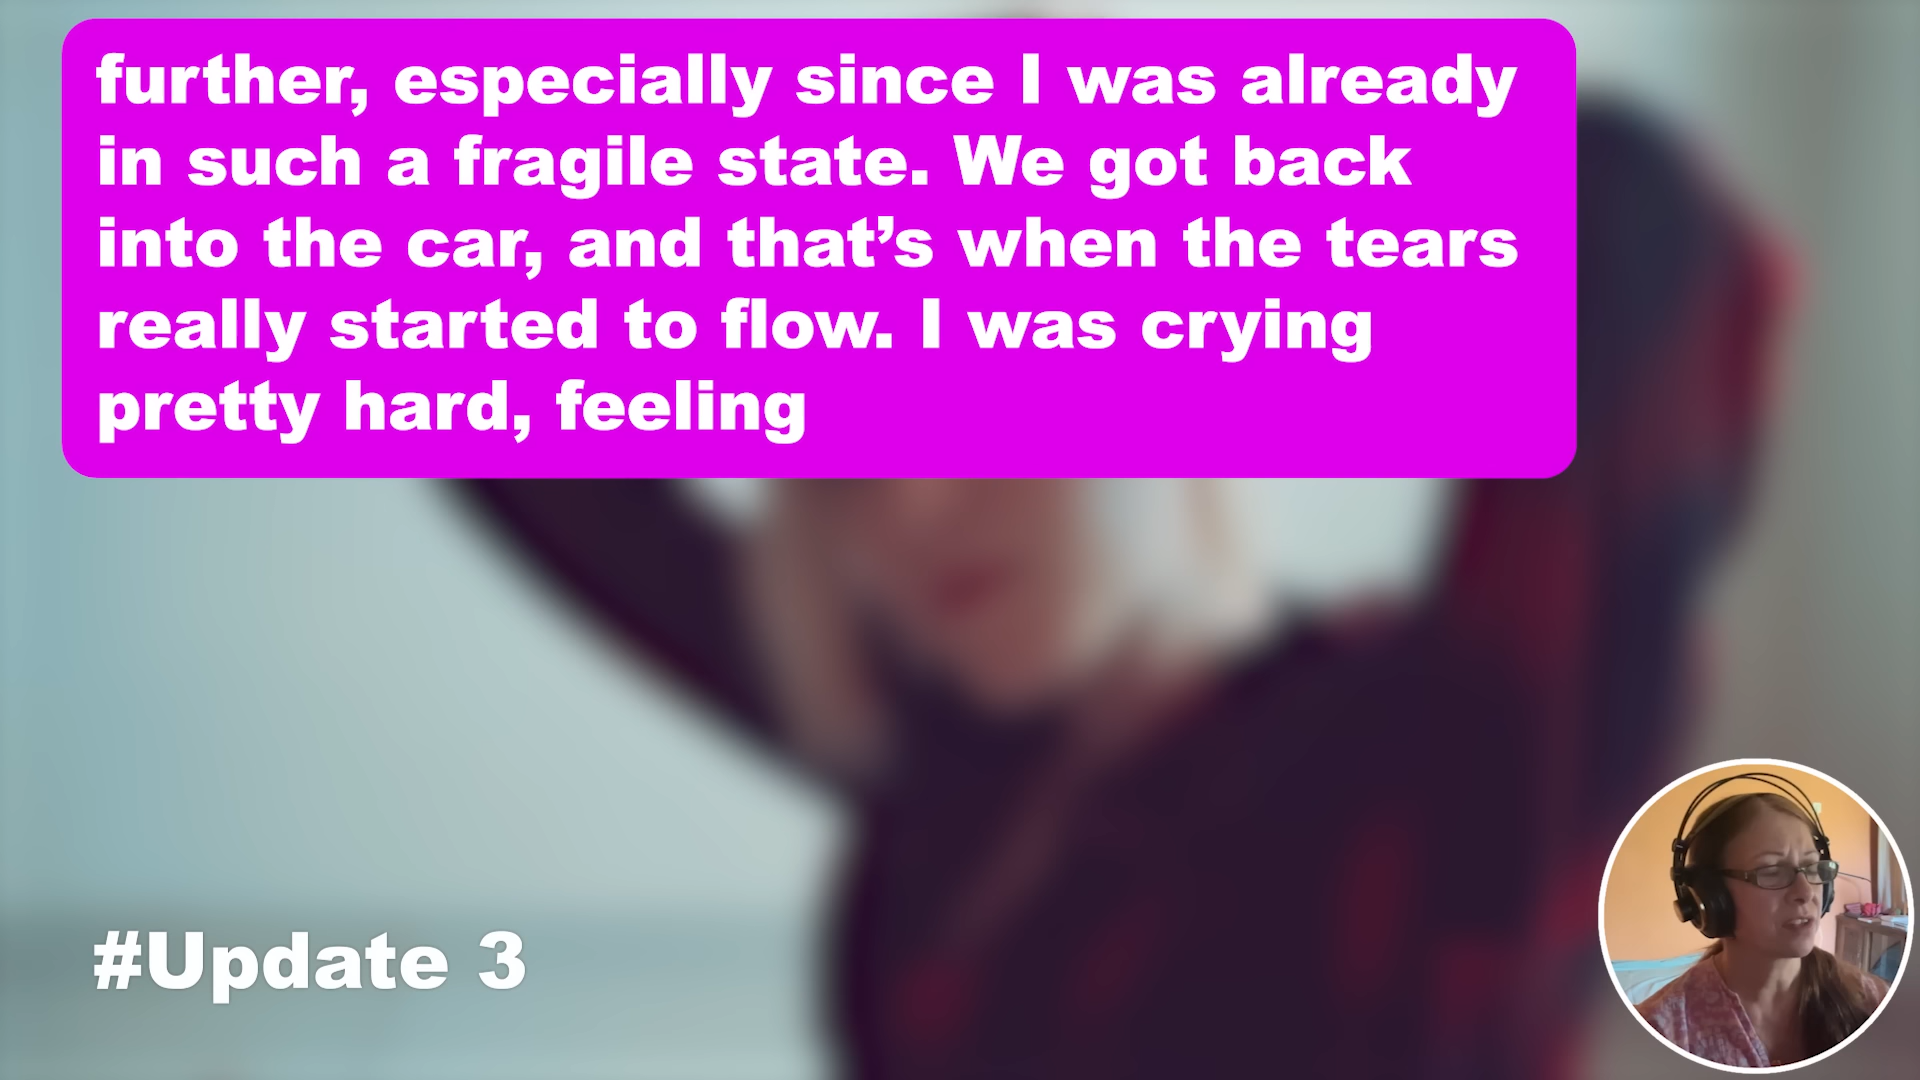 further, especially since I was already
in such a fragile state. We got back
into the car, and that’s when the tears
really started to flow. I was crying
pretty hard, feeling
#Update 3